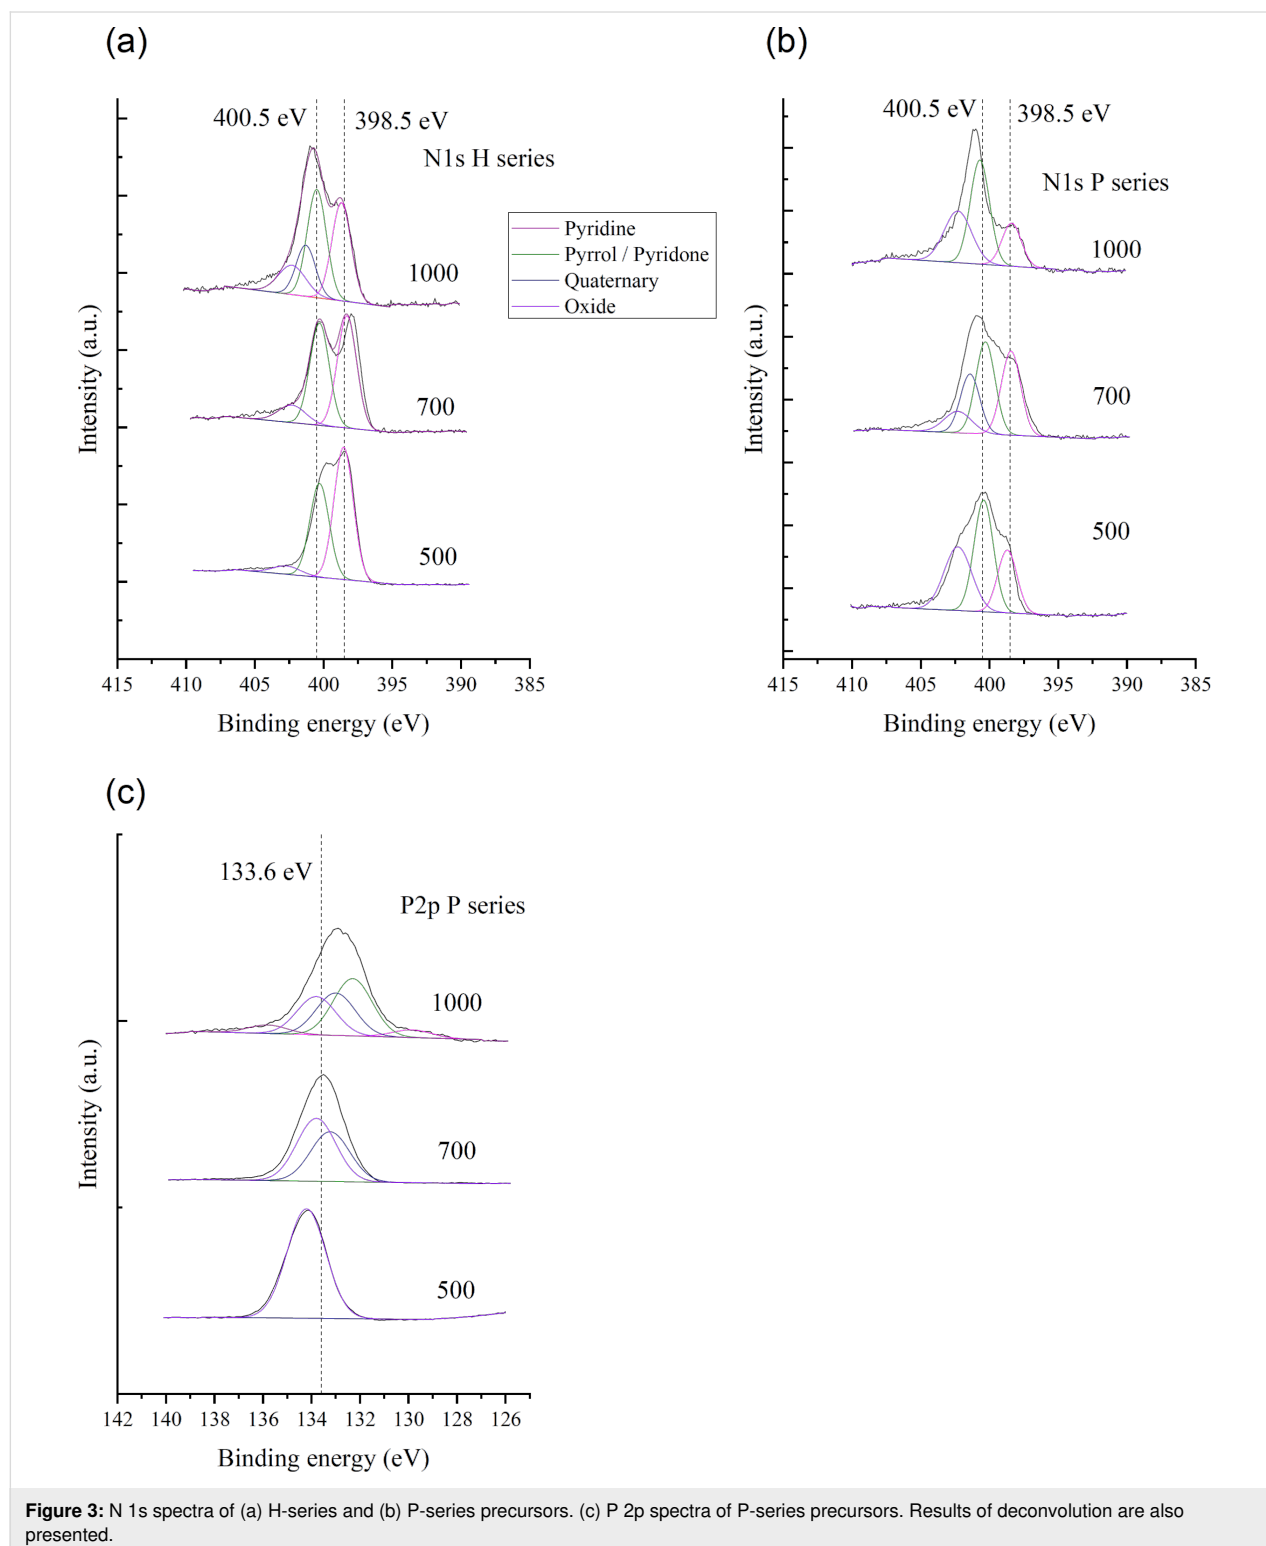 (a)
400.5 eV
398.5 eV
N1s H series
1000
700
500
Intensity (a.u.)
415 410 405 400 395 390 385
Binding energy (eV)
Pyridine
Pyrrol / Pyridone
Quaternary
Oxide
(b)
400.5 eV
398.5 eV
N1s P series
1000
700
500
Intensity (a.u.)
415 410 405 400 395 390 385
Binding energy (eV)
(c)
133.6 eV
P2p P series
1000
700
500
Intensity (a.u.)
142 140 138 136 134 132 130 128 126
Binding energy (eV)
Figure 3: N 1s spectra of (a) H-series and (b) P-series precursors. (c) P 2p spectra of P-series precursors. Results of deconvolution are also
presented.